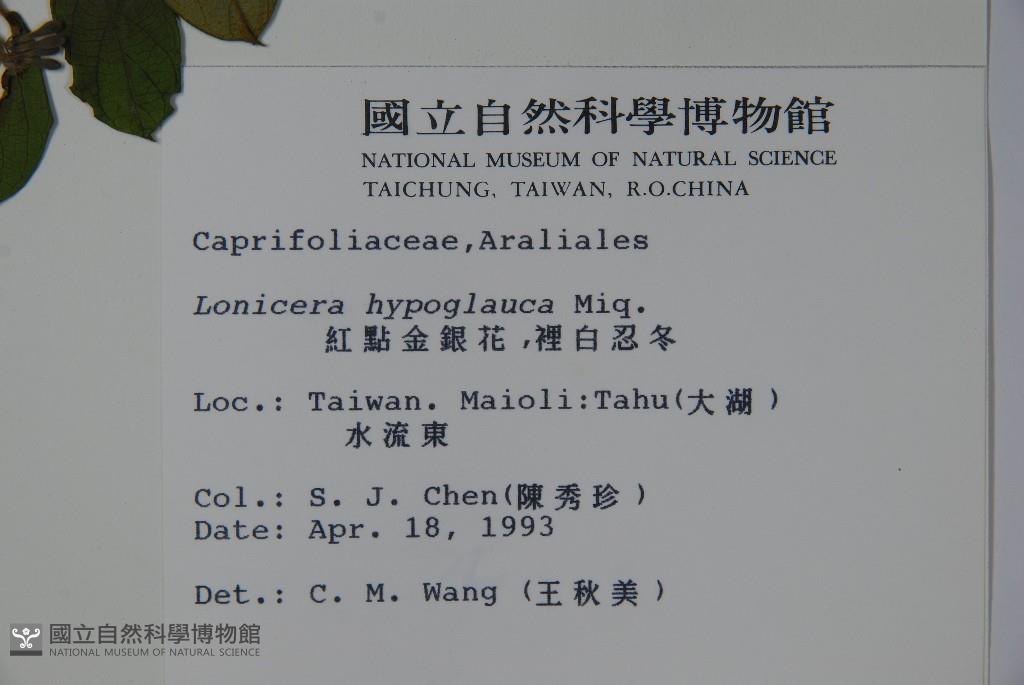 國立自然科學博物館
NATIONAL MUSEUM OF NATURAL SCIENCE
TAICHUNG, TAIWAN, R.O.CHINA
Caprifoliaceae,Araliales
Lonicera hypoglauca Miq.
紅點金銀花,裡白忍冬
Loc.: Taiwan. Maioli:Tahu(大湖)
水流東
Col.: S. J. Chen(陳秀珍)
Date: Apr. 18, 1993
Det.: C. M. Wang (王秋美)
國立自然科學博物館
NATIONAL MUSEUM OF NATURAL SCIENCE